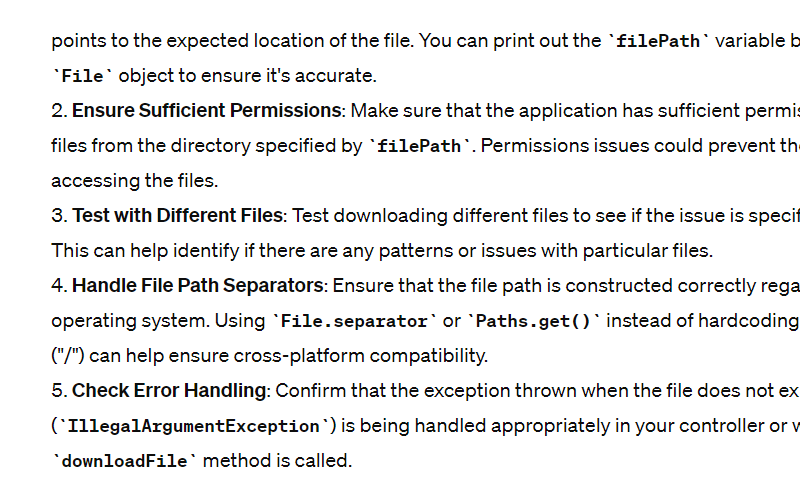 points to the expected location of the file. You can print out the `filePath` variable b
`File` object to ensure it's accurate.
2. Ensure Sufficient Permissions: Make sure that the application has sufficient permis
files from the directory specified by `filePath`. Permissions issues could prevent the
accessing the files.
3. Test with Different Files: Test downloading different files to see if the issue is specif
This can help identify if there are any patterns or issues with particular files.
4. Handle File Path Separators: Ensure that the file path is constructed correctly rega
operating system. Using `File.separator` or `Paths.get()` instead of hardcoding
("/") can help ensure cross-platform compatibility.
5. Check Error Handling: Confirm that the exception thrown when the file does not ex
(`IllegalArgumentException`) is being handled appropriately in your controller or w
`downloadFile` method is called.